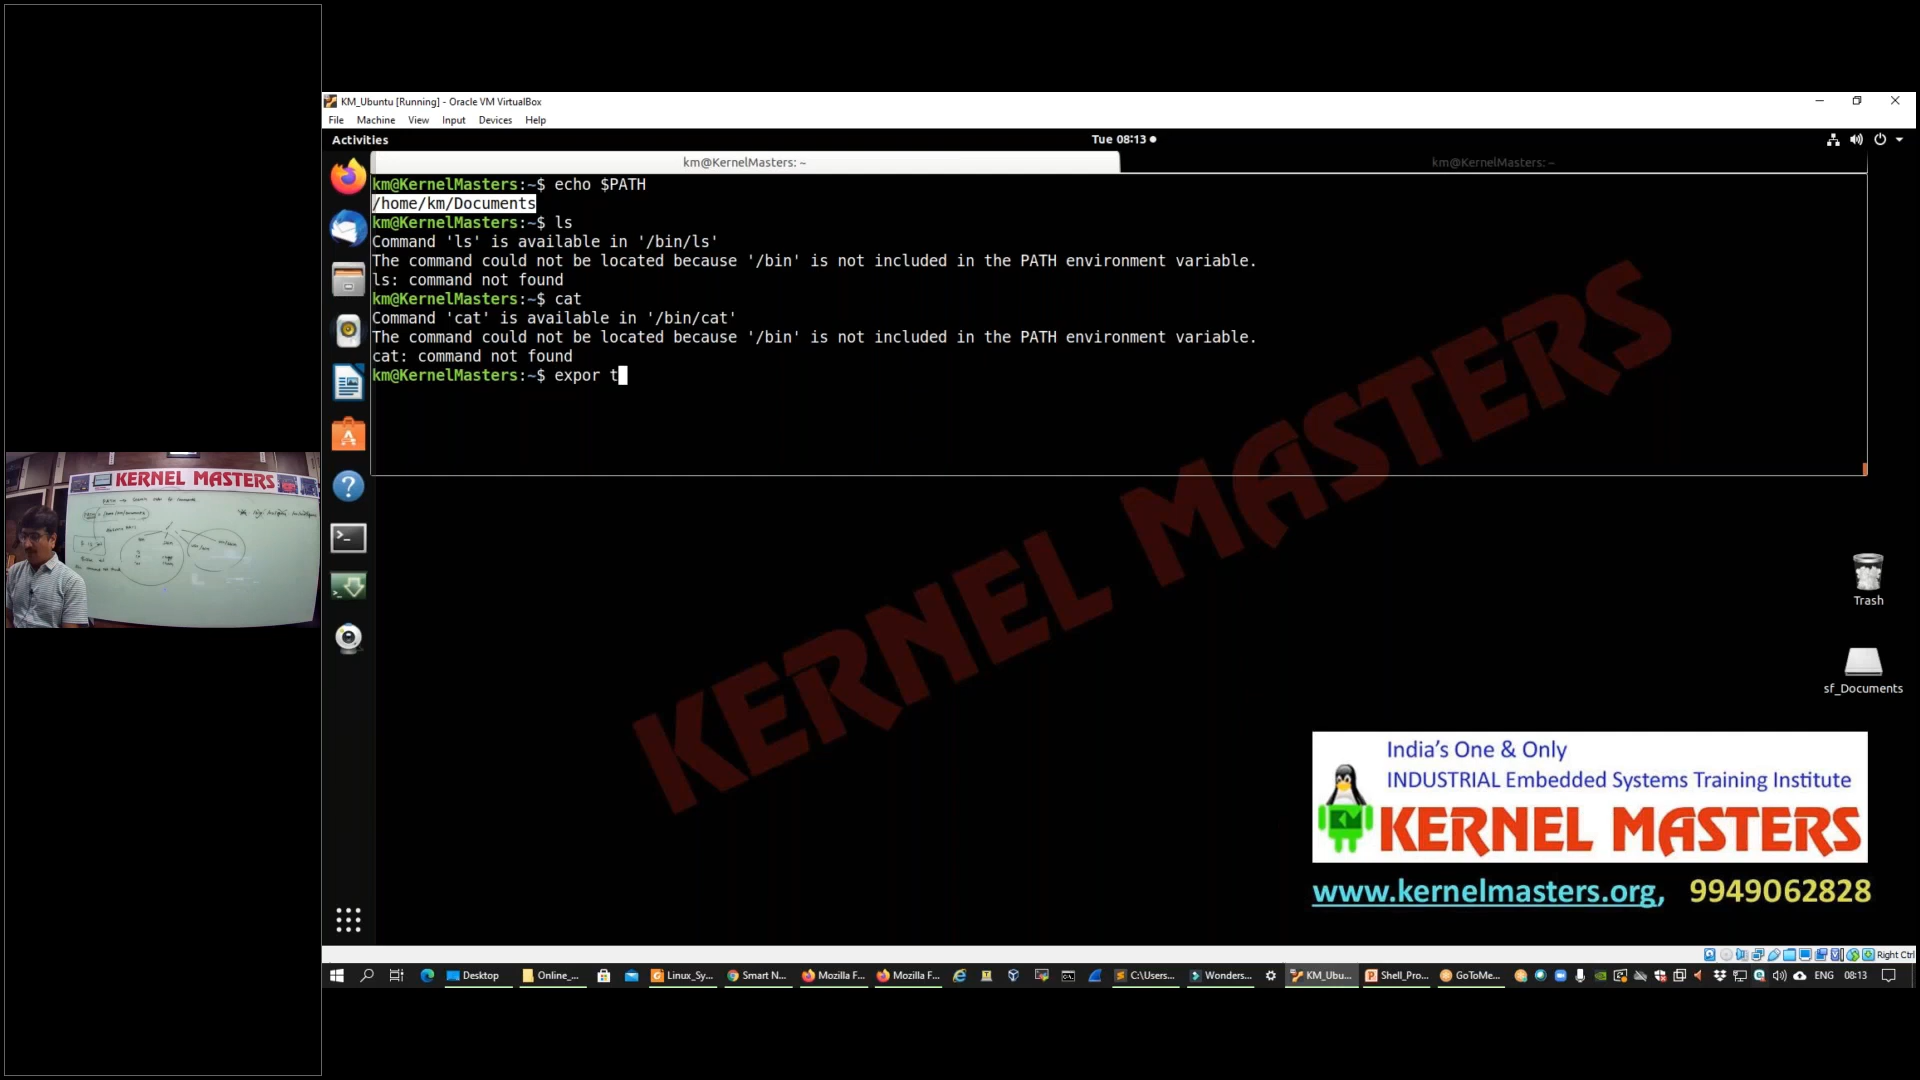 KM_Ubuntu [Running] - Oracle VM VirtualBox
File Machine View Input Devices Help
Activities
Tue 08:13
km@KernelMasters: ~
km@KernelMasters: ~
km@KernelMasters:~$ echo $PATH
/home/km/Documents
km@KernelMasters:~$ ls
Command 'ls' is available in '/bin/ls'
The command could not be located because '/bin' is not included in the PATH environment variable.
ls: command not found
km@KernelMasters:~$ cat
Command 'cat' is available in '/bin/cat'
The command could not be located because '/bin' is not included in the PATH environment variable.
cat: command not found
km@KernelMasters:~$ expor t
KERNEL MASTERS
KERNEL MASTERS
Trash
sf_Documents
India's One & Only
INDUSTRIAL Embedded Systems Training Institute
KERNEL MASTERS
www.kernelmasters.org, 9949062828
Right Ctrl
Desktop
Online_...
Linux_Sy...
Smart N...
Mozilla F...
Mozilla F...
C:\Users...
Wonders...
KM_Ubu...
Shell_Pro...
GoToMe...
ENG
08:13